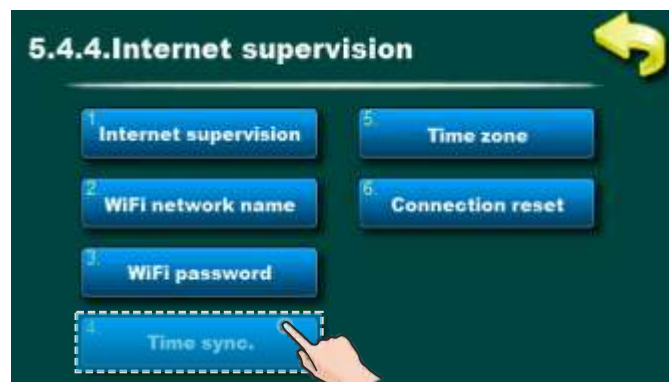 5.4.4.Internet supervision
1.
Internet supervision
2.
WiFi network name
3.
WiFi password
4.
Time sync.
5.
Time zone
6.
Connection reset